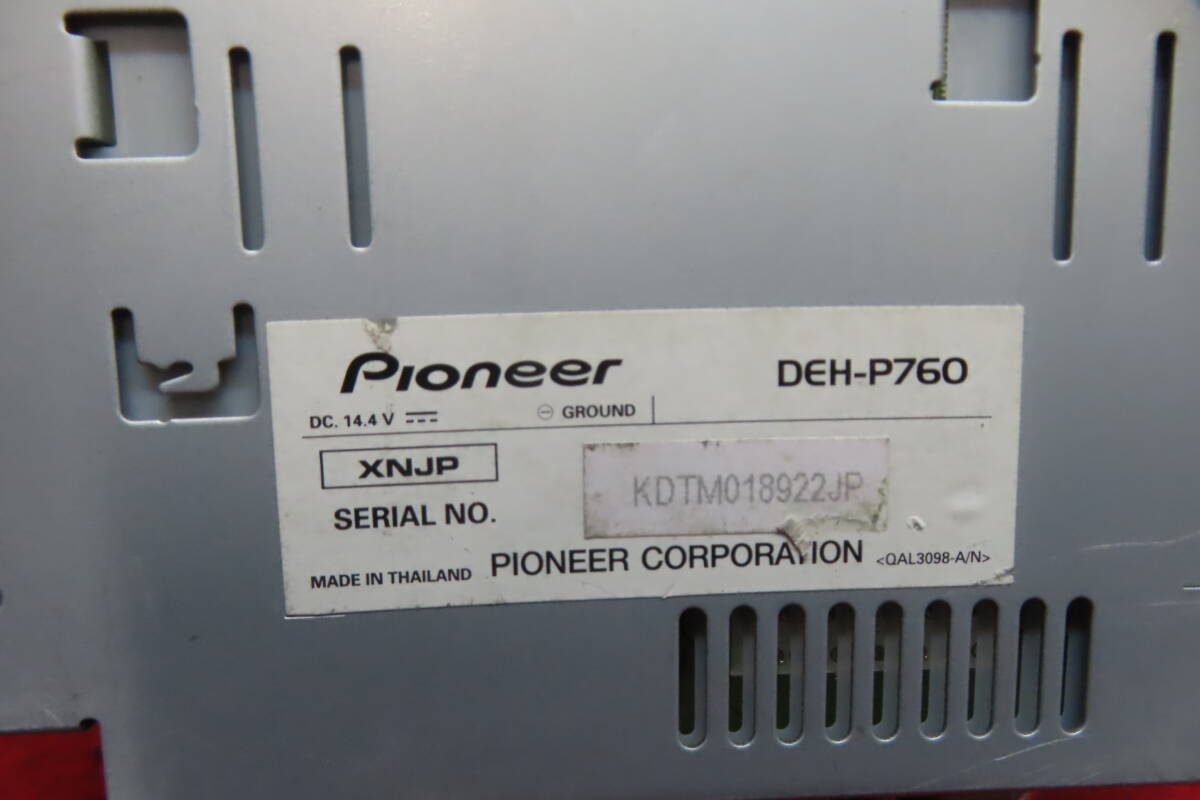 Pioneer DEH-P760
DC. 14.4 V ⎓ ⊖ GROUND
XNJP
KDTM018922JP
SERIAL NO.
MADE IN THAILAND PIONEER CORPORATION <QAL3098-A/N>